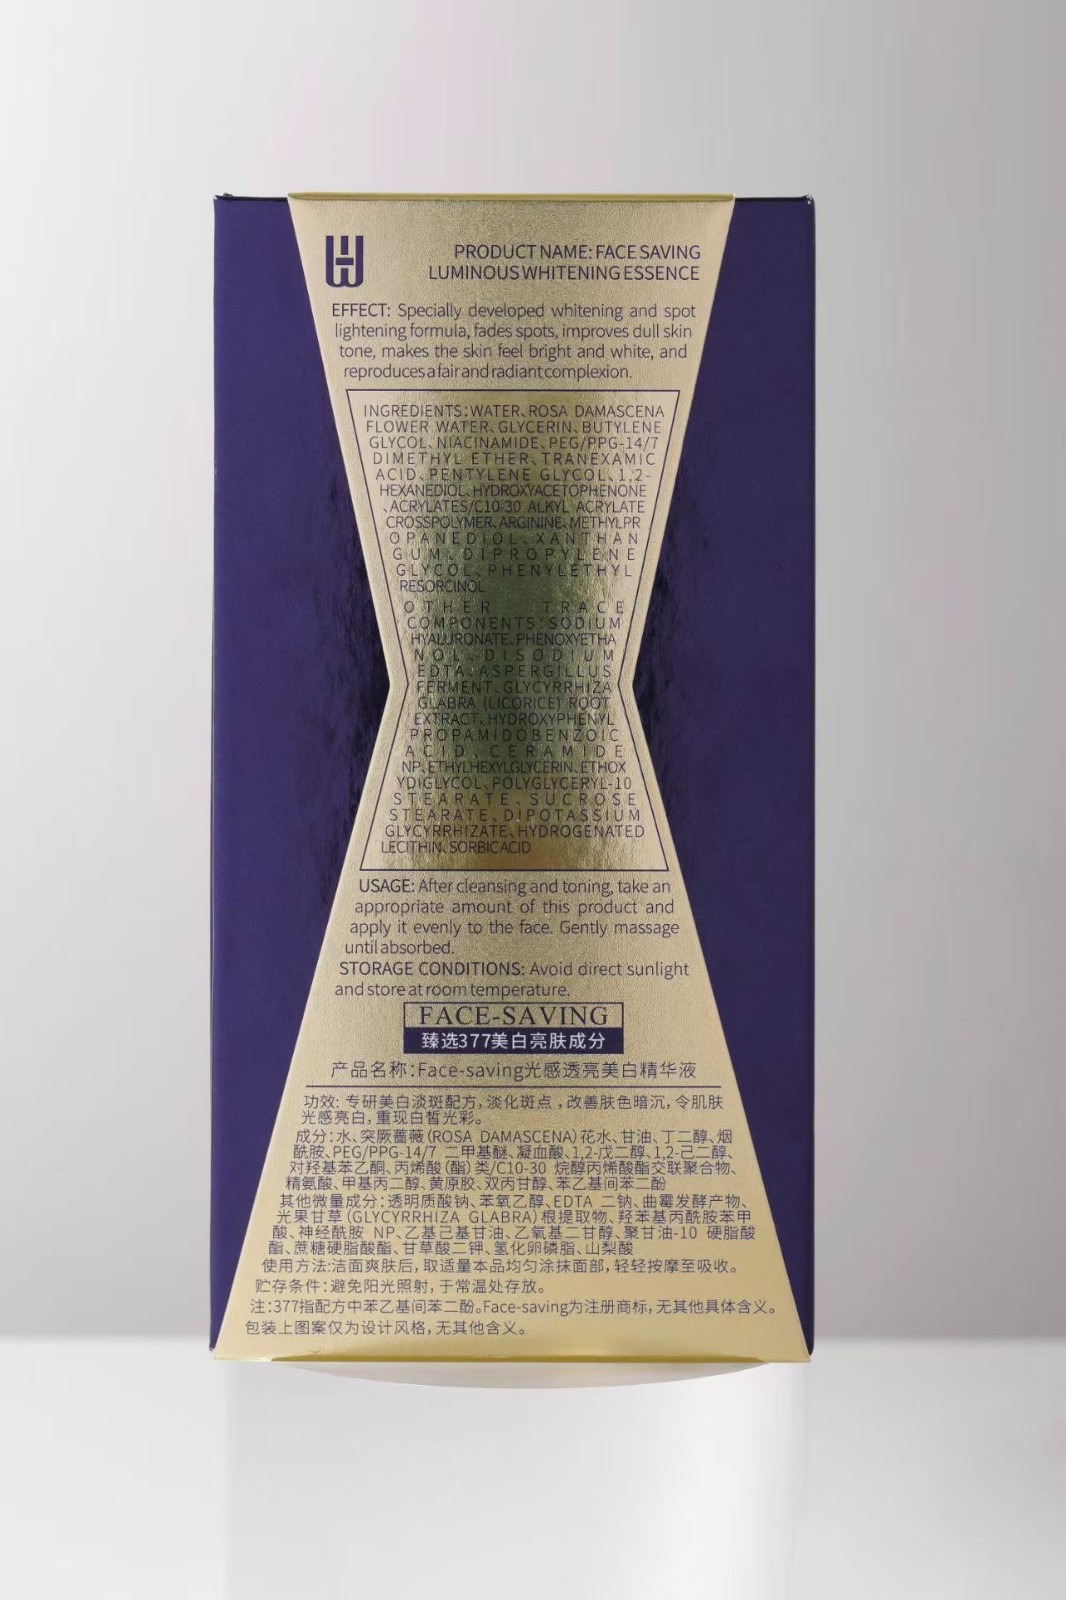 PRODUCT NAME: FACE SAVING
LUMINOUS WHITENING ESSENCE
EFFECT: Specially developed whitening and spot
lightening formula, fades spots, improves dull skin
tone, makes the skin feel bright and white, and
reproduces a fair and radiant complexion.
INGREDIENTS:WATER、ROSA DAMASCENA
FLOWER WATER、GLYCERIN、BUTYLENE
GLYCOL、NIACINAMIDE、PEG/PPG-14/7
DIMETHYL ETHER、TRANEXAMIC
ACID、PENTYLENE GLYCOL、1,2-
HEXANEDIOL、HYDROXYACETOPHENONE
、ACRYLATES/C10-30 ALKYL ACRYLATE
CROSSPOLYMER、ARGININE、METHYLPR
OPANEDIOL、XANTHAN
GUM、DIPROPYLENE
GLYCOL、PHENYLETHYL
RESORCINOL
OTHER TRACE
COMPONENTS:SODIUM
HYALURONATE、PHENOXYETHA
NOL、DISODIUM
EDTA、ASPERGILLUS
FERMENT、GLYCYRRHIZA
GLABRA (LICORICE) ROOT
EXTRACT、HYDROXYPHENYL
PROPAMIDOBENZOIC
ACID、CERAMIDE
NP、ETHYLHEXYLGLYCERIN、ETHOX
YDIGLYCOL、POLYGLYCERYL-10
STEARATE、SUCROSE
STEARATE、DIPOTASSIUM
GLYCYRRHIZATE、HYDROGENATED
LECITHIN、SORBIC ACID
USAGE: After cleansing and toning, take an
appropriate amount of this product and
apply it evenly to the face. Gently massage
until absorbed.
STORAGE CONDITIONS: Avoid direct sunlight
and store at room temperature.
FACE-SAVING
臻选377美白亮肤成分
产品名称:Face-saving光感透亮美白精华液
功效: 专研美白淡斑配方,淡化斑点,改善肤色暗沉,令肌肤
光感亮白,重现白皙光彩。
成分:水、突厥蔷薇(ROSA DAMASCENA)花水、甘油、丁二醇、烟
酰胺、PEG/PPG-14/7 二甲基醚、凝血酸、1,2-戊二醇、1,2-己二醇、
对羟基苯乙酮、丙烯酸(酯)类/C10-30 烷醇丙烯酸酯交联聚合物、
精氨酸、甲基丙二醇、黄原胶、双丙甘醇、苯乙基间苯二酚
其他微量成分:透明质酸钠、苯氧乙醇、EDTA 二钠、曲霉发酵产物、
光果甘草(GLYCYRRHIZA GLABRA)根提取物、羟苯基丙酰胺苯甲
酸、神经酰胺 NP、乙基己基甘油、乙氧基二甘醇、聚甘油-10 硬脂酸
酯、蔗糖硬脂酸酯、甘草酸二钾、氢化卵磷脂、山梨酸
使用方法:洁面爽肤后,取适量本品均匀涂抹面部,轻轻按摩至吸收。
贮存条件:避免阳光照射,于常温处存放。
注:377指配方中苯乙基间苯二酚。Face-saving为注册商标,无其他具体含义。
包装上图案仅为设计风格,无其他含义。